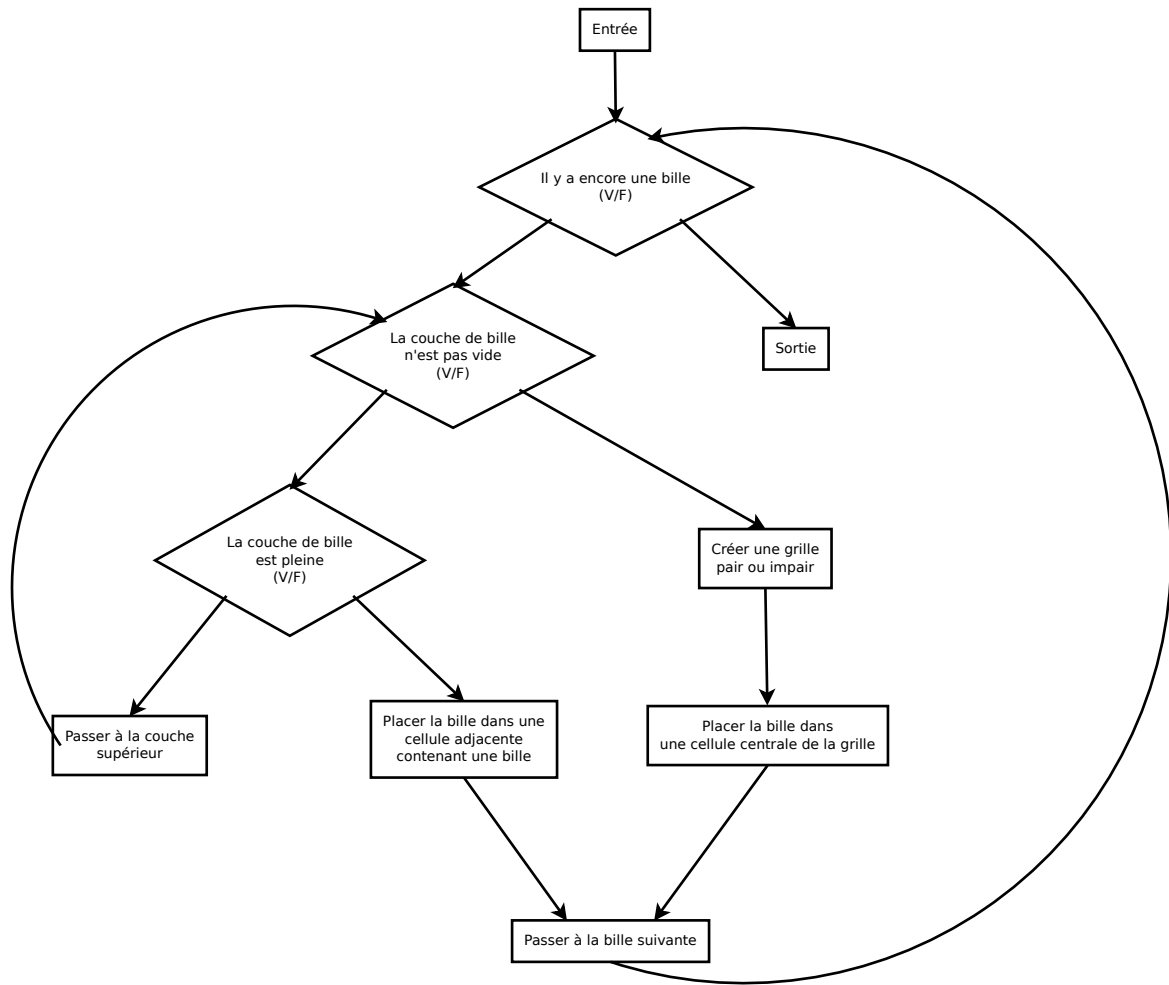 Entrée
Il y a encore une bille
(V/F)
La couche de bille
n'est pas vide
(V/F)
Sortie
La couche de bille
est pleine
(V/F)
Créer une grille
pair ou impair
Passer à la couche
supérieur
Placer la bille dans une
cellule adjacente
contenant une bille
Placer la bille dans
une cellule centrale de la grille
Passer à la bille suivante